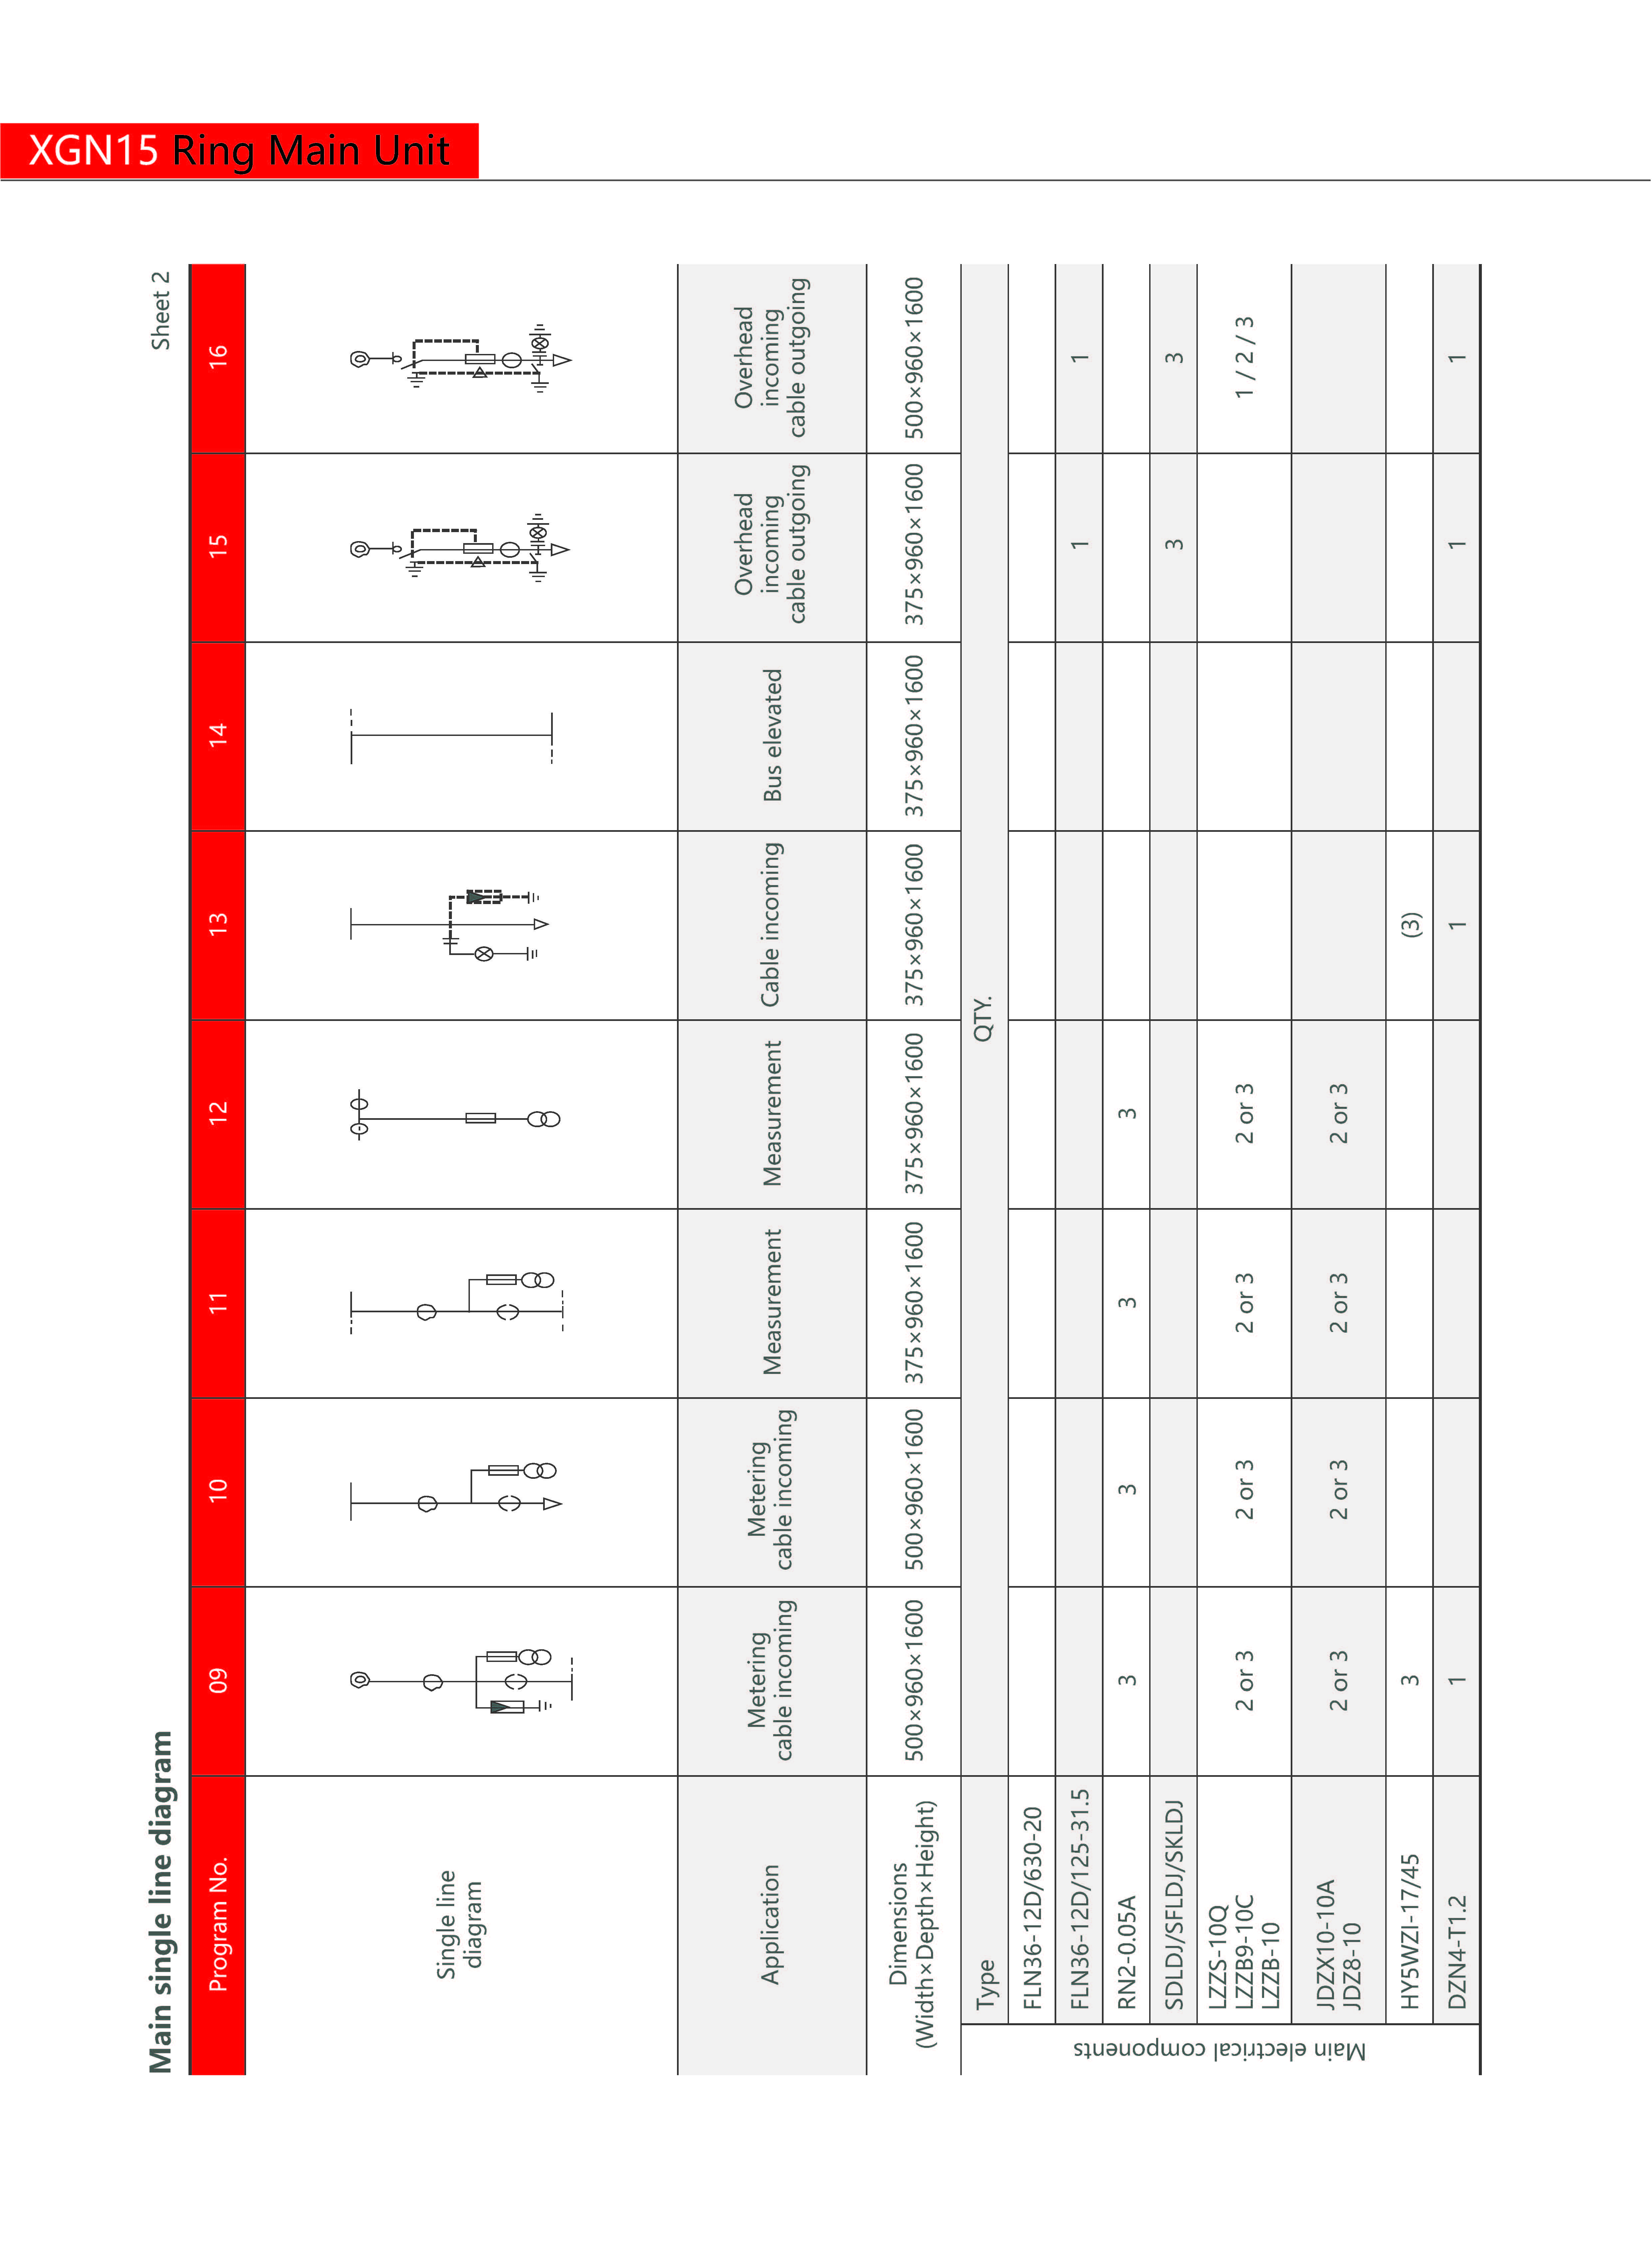 XGN15 Ring Main Unit
Main single line diagram
Sheet 2
Program No. 09 10 11 12 13 14 15 16
Single line
diagram
Application
Metering
cable incoming
Metering
cable incoming
Measurement
Measurement
Cable incoming
Bus elevated
Overhead
incoming
cable outgoing
Overhead
incoming
cable outgoing
Dimensions
(Width×Depth×Height)
500×960×1600 500×960×1600 375×960×1600 375×960×1600 375×960×1600 375×960×1600 375×960×1600 500×960×1600
Main electrical components
Type QTY.
FLN36-12D/630-20
FLN36-12D/125-31.5 1 1
RN2-0.05A 3 3 3 3
SDLDJ/SFLDJ/SKLDJ 3 3
LZZS-10Q
LZZB9-10C
LZZB-10
2 or 3 2 or 3 2 or 3 2 or 3 1 / 2 / 3
JDZX10-10A
JDZ8-10
2 or 3 2 or 3 2 or 3 2 or 3
HY5WZI-17/45 3 (3)
DZN4-T1.2 1 1 1 1